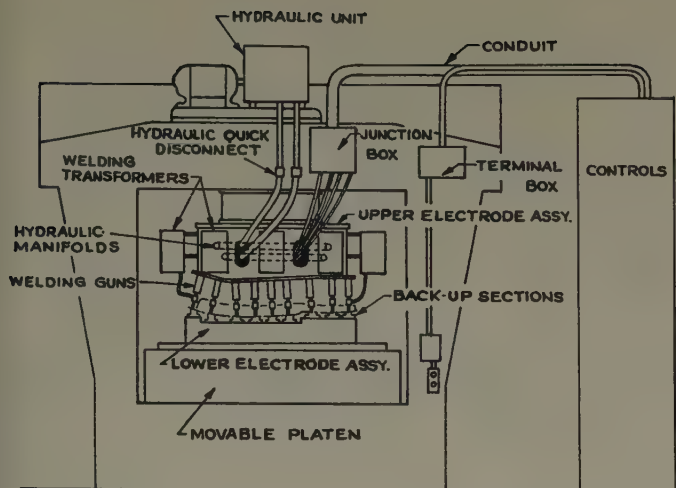 HYDRAULIC UNIT
CONDUIT
HYDRAULIC QUICK
DISCONNECT
JUNCTION
BOX
WELDING
TRANSFORMERS
TERMINAL
BOX
CONTROLS
UPPER ELECTRODE ASSY.
HYDRAULIC
MANIFOLDS
WELDING GUNS
BACK-UP SECTIONS
LOWER ELECTRODE ASSY.
MOVABLE PLATEN